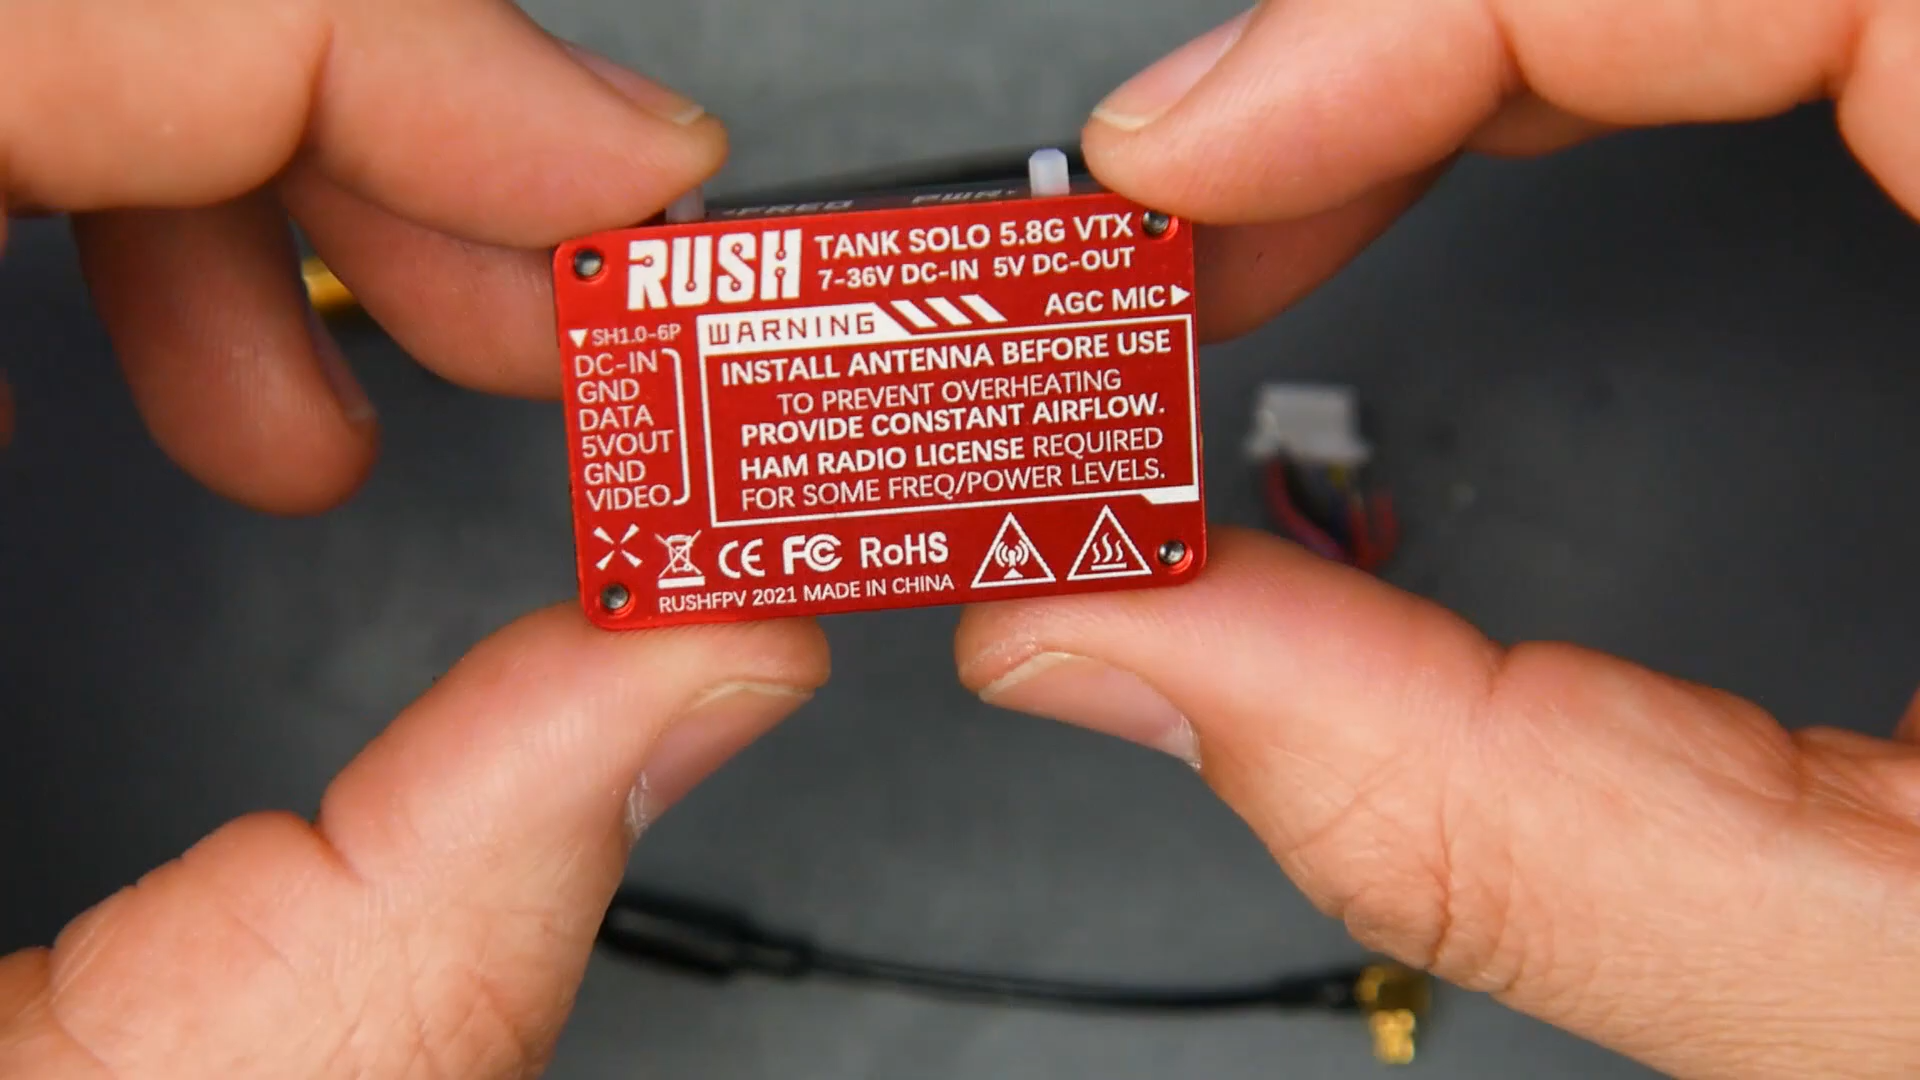 -FREQ PWR+
RUSH
TANK SOLO 5.8G VTX
7-36V DC-IN 5V DC-OUT
AGC MIC▶
▼SH1.0-6P
DC-IN
GND
DATA
5VOUT
GND
VIDEO
WARNING
INSTALL ANTENNA BEFORE USE
TO PREVENT OVERHEATING
PROVIDE CONSTANT AIRFLOW.
HAM RADIO LICENSE REQUIRED
FOR SOME FREQ/POWER LEVELS.
CE FC RoHS
RUSHFPV 2021 MADE IN CHINA